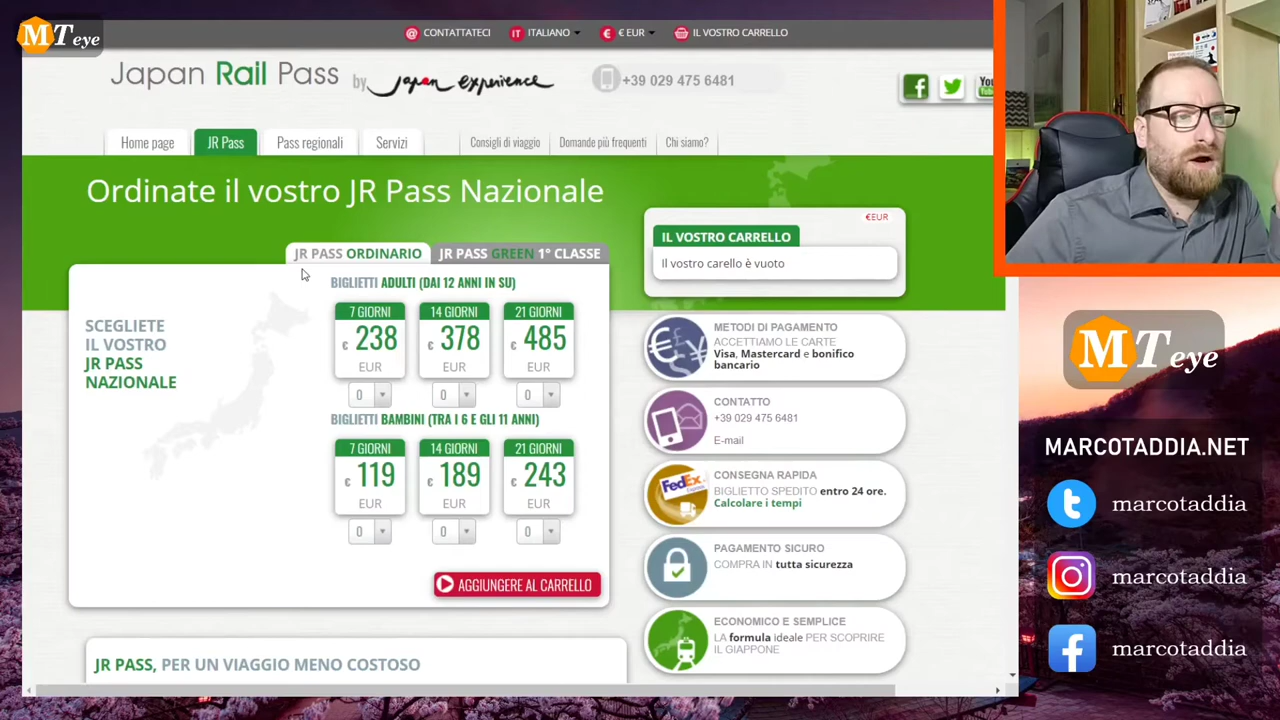 MT eye
CONTATTATECI
IT ITALIANO
€ € EUR
IL VOSTRO CARRELLO
Japan Rail Pass by japan experience
+39 029 475 6481
Home page
JR Pass
Pass regionali
Servizi
Consigli di viaggio
Domande più frequenti
Chi siamo?
Ordinate il vostro JR Pass Nazionale
JR PASS ORDINARIO
JR PASS GREEN 1° CLASSE
SCEGLIETE
IL VOSTRO
JR PASS
NAZIONALE
BIGLIETTI ADULTI (DAI 12 ANNI IN SU)
7 GIORNI
€ 238
EUR
0
14 GIORNI
€ 378
EUR
0
21 GIORNI
€ 485
EUR
0
BIGLIETTI BAMBINI (TRA I 6 E GLI 11 ANNI)
7 GIORNI
€ 119
EUR
0
14 GIORNI
€ 189
EUR
0
21 GIORNI
€ 243
EUR
0
AGGIUNGERE AL CARRELLO
JR PASS, PER UN VIAGGIO MENO COSTOSO
€EUR
IL VOSTRO CARRELLO
Il vostro carello è vuoto
METODI DI PAGAMENTO
ACCETTIAMO LE CARTE
Visa, Mastercard e bonifico
bancario
CONTATTO
+39 029 475 6481
E-mail
FedEx
Express
CONSEGNA RAPIDA
BIGLIETTO SPEDITO entro 24 ore.
Calcolare i tempi
PAGAMENTO SICURO
COMPRA IN tutta sicurezza
ECONOMICO E SEMPLICE
LA formula ideale PER SCOPRIRE
IL GIAPPONE
MT eye
MARCOTADDIA.NET
marcotaddia
marcotaddia
marcotaddia